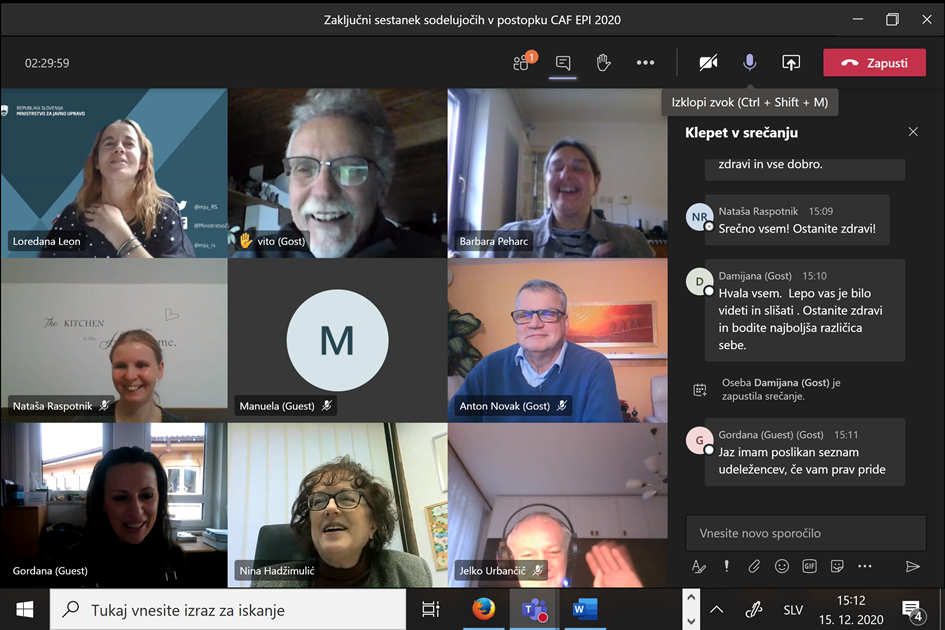 Zaključni sestanek sodelujočih v postopku CAF EPI 2020
02:29:59
1
Zapusti
Izklopi zvok (Ctrl + Shift + M)
REPUBLIKA SLOVENIJA
MINISTRSTVO ZA JAVNO UPRAVO
@mju_RS
@Ministrstvo
@mju_rs
Loredana Leon
vito (Gost)
Barbara Peharc
The KITCHEN
is the
Nataša Raspotnik
M
Manuela (Guest)
Anton Novak (Gost)
Gordana (Guest)
Nina Hadžimulić
Jelko Urbančič
Klepet v srečanju
zdravi in vse dobro.
NR
Nataša Raspotnik 15:09
Srečno vsem! Ostanite zdravi!
D
Damijana (Gost) 15:10
Hvala vsem. Lepo vas je bilo
videti in slišati . Ostanite zdravi
in bodite najboljša različica
sebe.
Oseba Damijana (Gost) je
zapustila srečanje.
G
Gordana (Guest) (Gost) 15:11
Jaz imam poslikan seznam
udeležencev, če vam prav pride
Vnesite novo sporočilo
GIF
Tukaj vnesite izraz za iskanje
T
W
SLV
15:12
15. 12. 2020
4